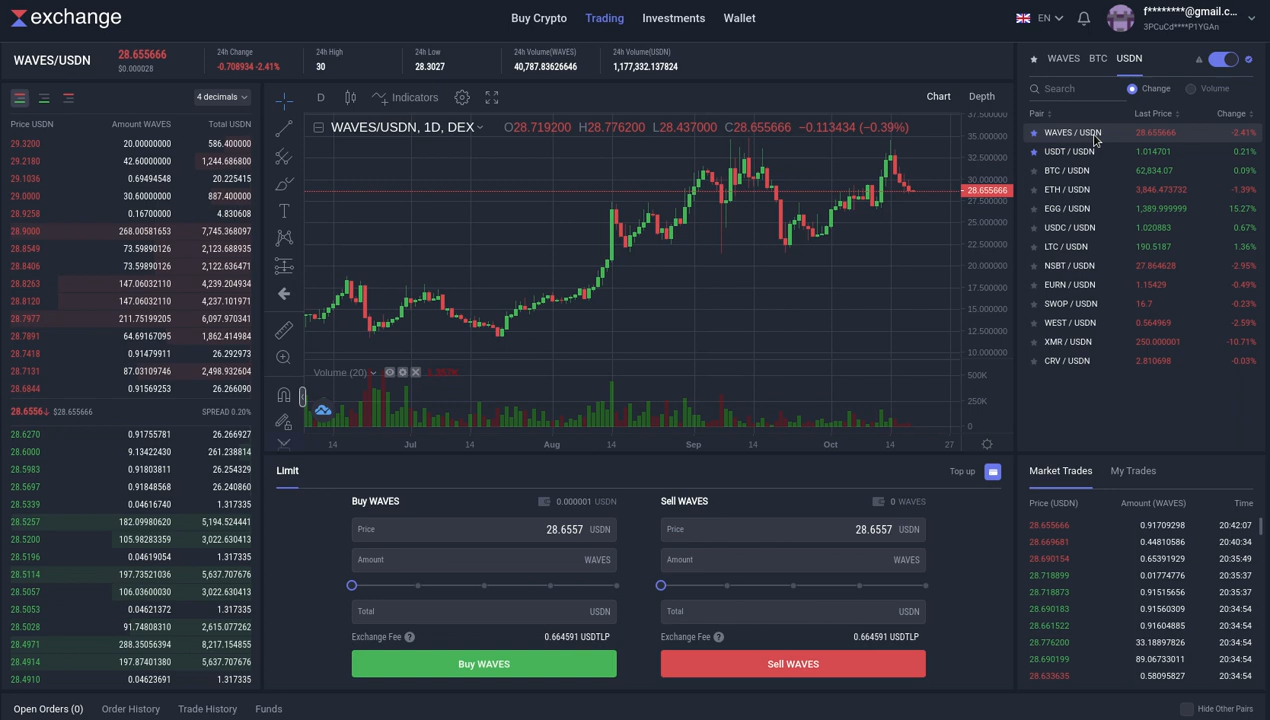 exchange
Buy Crypto Trading Investments Wallet
EN
f********@gmail.c...
3PCuCd****P1YGAn
WAVES/USDN
28.655666
$0.000028
24h Change
-0.708934 -2.41%
24h High
30
24h Low
28.3027
24h Volume(WAVES)
40,787.83626646
24h Volume(USDN)
1,177,332.137824
4 decimals
Price USDN Amount WAVES Total USDN
29.3200 20.00000000 586.400000
29.2180 42.60000000 1,244.686800
29.1036 0.69494548 20.225415
29.0000 30.60000000 887.400000
28.9258 0.16700000 4.830608
28.9000 268.00581653 7,745.368097
28.8549 73.59890126 2,123.688935
28.8406 73.59890126 2,122.636471
28.8263 147.06032110 4,239.204934
28.8120 147.06032110 4,237.101971
28.7977 211.75199205 6,097.970341
28.7891 64.69167095 1,862.414984
28.7418 0.91479911 26.292973
28.7131 87.03109746 2,498.932604
28.6844 0.91569253 26.266090
28.6556↓ $28.655666 SPREAD 0.20%
28.6270 0.91755781 26.266927
28.6000 9.13422430 261.238814
28.5983 0.91803811 26.254329
28.5697 0.91848568 26.240860
28.5339 0.04616740 1.317335
28.5257 182.09980620 5,194.524441
28.5200 105.98283359 3,022.630413
28.5196 0.04619054 1.317335
28.5114 197.73521036 5,637.707676
28.5057 106.03600030 3,022.630413
28.5053 0.04621372 1.317335
28.5028 91.74808310 2,615.077262
28.4971 288.35056394 8,217.154855
28.4914 197.87401380 5,637.707676
28.4910 0.04623691 1.317335
D Indicators
Chart Depth
WAVES/USDN, 1D, DEX O28.719200 H28.776200 L28.437000 C28.655666 −0.113434 (−0.39%)
37.500000
35.000000
32.500000
30.000000
28.655666
27.500000
25.000000
22.500000
20.000000
17.500000
15.000000
12.500000
10.000000
Volume (20)
500K
250K
0
14 Jul 14 Aug 14 Sep 14 Oct 14 27
Limit
Top up
Buy WAVES 0.000001 USDN
Price 28.6557 USDN
Amount WAVES
Total USDN
Exchange Fee ? 0.664591 USDTLP
Buy WAVES
Sell WAVES 0 WAVES
Price 28.6557 USDN
Amount WAVES
Total USDN
Exchange Fee ? 0.664591 USDTLP
Sell WAVES
WAVES BTC USDN
Search Change Volume
Pair Last Price Change
WAVES / USDN 28.655666 -2.41%
USDT / USDN 1.014701 0.21%
BTC / USDN 62,834.07 0.09%
ETH / USDN 3,846.473732 -1.39%
EGG / USDN 1,389.999999 15.27%
USDC / USDN 1.020883 0.67%
LTC / USDN 190.5187 1.36%
NSBT / USDN 27.864628 -2.95%
EURN / USDN 1.15429 -0.49%
SWOP / USDN 16.7 -0.23%
WEST / USDN 0.564969 -2.59%
XMR / USDN 250.000001 -10.71%
CRV / USDN 2.810698 -0.03%
Market Trades My Trades
Price (USDN) Amount (WAVES) Time
28.655666 0.91709298 20:42:07
28.669681 0.44810586 20:40:34
28.690154 0.65391929 20:35:49
28.718899 0.01774776 20:35:37
28.718873 0.91515656 20:35:37
28.690183 0.91560309 20:34:54
28.661522 0.91604885 20:34:54
28.776200 33.18897826 20:34:54
28.690199 89.06733011 20:34:54
28.633635 0.58095827 20:34:54
Open Orders (0) Order History Trade History Funds
Hide Other Pairs